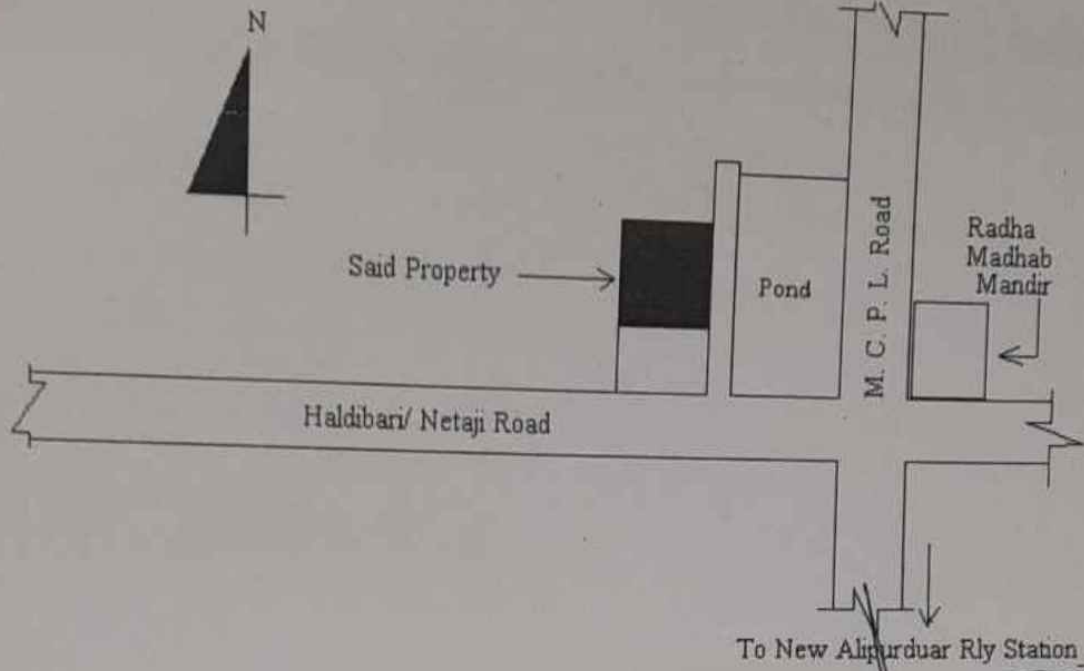 N
Said Property
Pond
M. C. P. L. Road
Radha
Madhab
Mandir
Haldibari/ Netaji Road
To New Alipurduar Rly Station